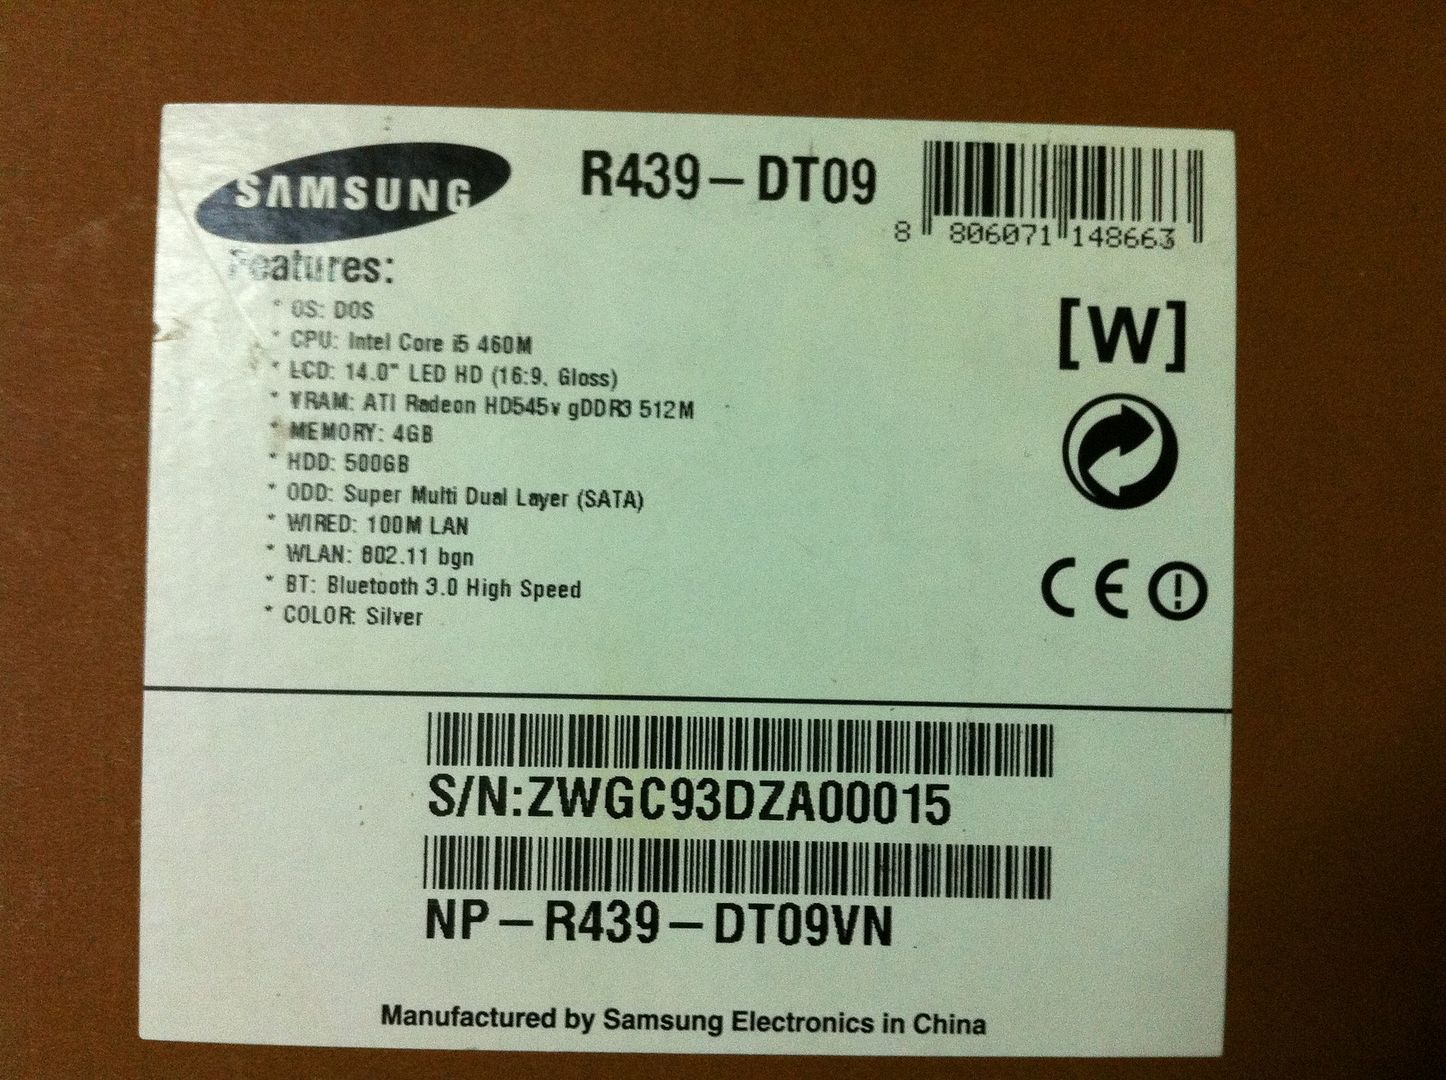 SAMSUNG
R439-DT09
8 806071 148663
Features:
* OS: DOS
* CPU: Intel Core i5 460M
* LCD: 14.0" LED HD (16:9, Gloss)
* VRAM: ATI Radeon HD545v gDDR3 512M
* MEMORY: 4GB
* HDD: 500GB
* ODD: Super Multi Dual Layer (SATA)
* WIRED: 100M LAN
* WLAN: 802.11 bgn
* BT: Bluetooth 3.0 High Speed
* COLOR: Silver
[W]
CE
S/N:ZWGC93DZA00015
NP-R439-DT09VN
Manufactured by Samsung Electronics in China